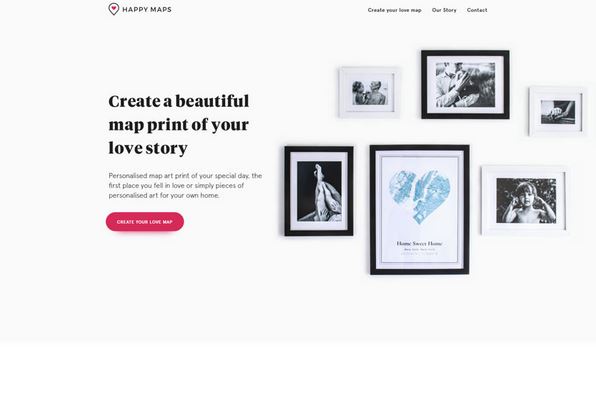 HAPPY MAPS
Create your love map Our Story Contact
Create a beautiful
map print of your
love story
Personalised map art print of your special day, the
first place you fell in love or simply pieces of
personalised art for your own home.
CREATE YOUR LOVE MAP
Home Sweet Home